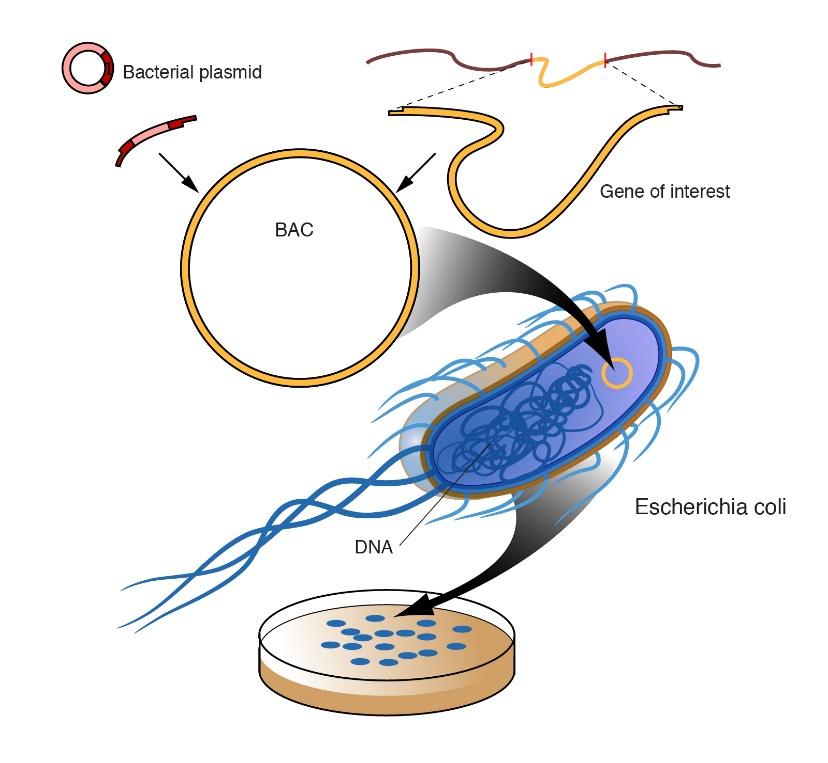 Bacterial plasmid
Gene of interest
BAC
Escherichia coli
DNA